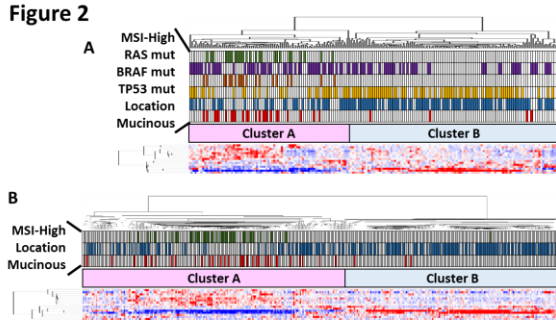 Figure 2
A
MSI-High
RAS mut
BRAF mut
TP53 mut
Location
Mucinous
Cluster A
Cluster B
B
MSI-High
Location
Mucinous
Cluster A
Cluster B